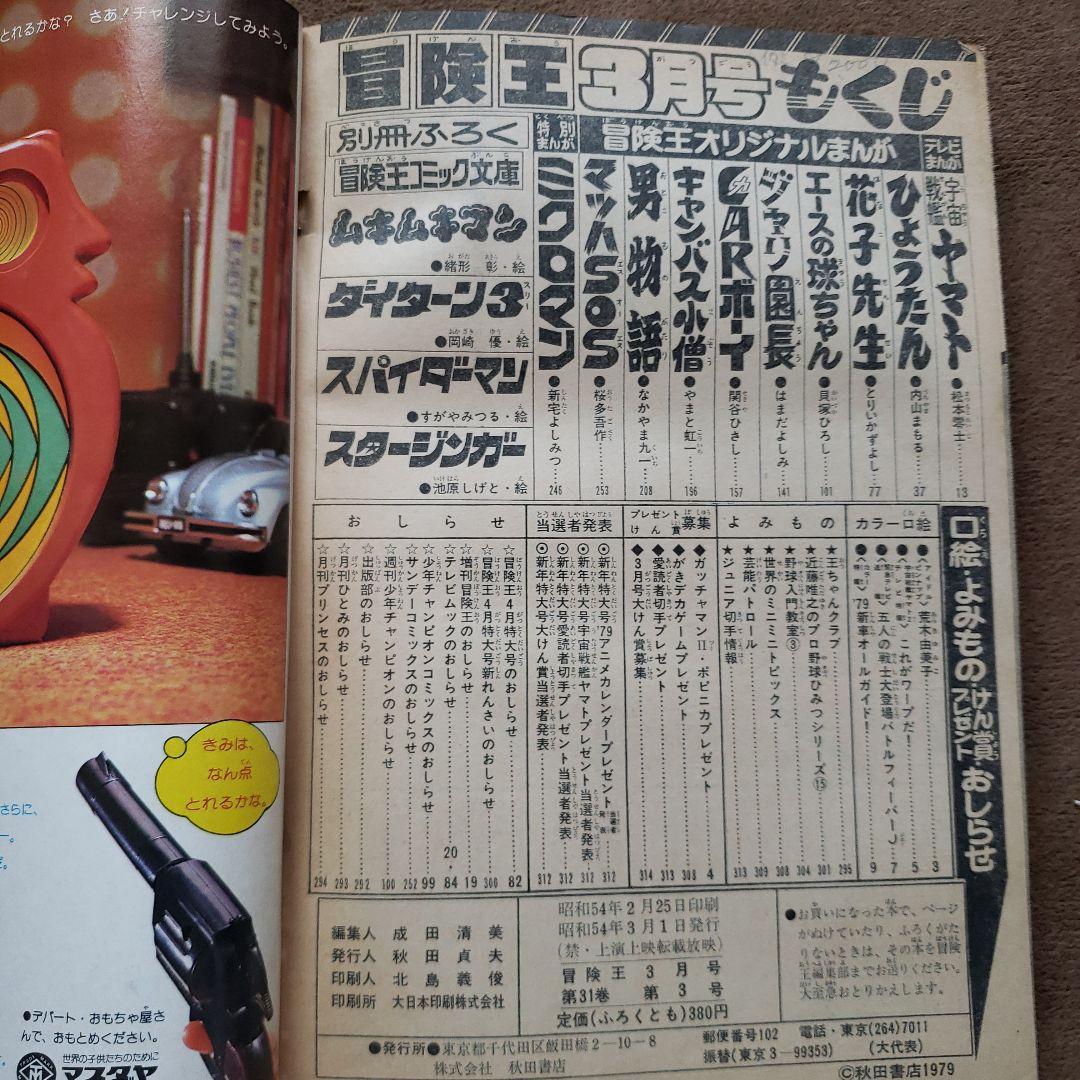 とれるかな? さあ!チャレンジしてみよう。
きみは、
なん点
とれるかな。
さらに、
●デパート・おもちゃ屋さ
んで、おもとめください。
世界の子供たちのために
マスダヤ
冒険王3月号もくじ
テレビまんが
宇宙戦艦ヤマト●松本零士……13
ひょうたん●内山まもる……37
冒険王オリジナルまんが
花子先生●とりいかずよし……77
エースの球ちゃん●貝塚ひろし……101
ジャリ園長●はまだよしみ……141
CARボーイ●関谷ひさし……157
キャンバス小僧●やまと虹一……196
男物語●なかやま九一……208
マッハSOS●桜多吾作……253
特別まんが
ミクロマン●新宅よしみつ……246
別冊ふろく
冒険王コミック文庫
ムキムキマン
●緒形 彰・絵
ダイターン3
●岡崎 優・絵
スパイダーマン
●すがやみつる・絵
スタージンガー
●池原しげと・絵
口絵・よみもの けん賞プレゼント おしらせ
カラー口絵
荒木由美子……3
これがワープだ!……5
五人の戦士大登場バトルフィーバーJ……7
'79新車オールガイド!……9
よみもの
★王ちゃんクラブ……295
★近藤唯之のプロ野球ひみつシリーズ⑮……301
★野球入門教室③……304
★世界のミニミニトピックス……308
★芸能パトロール……309
★ジュニア切手情報……313
プレゼントけん賞募集
◆ガッチャマンII・ポピニカプレゼント……4
◆がきデカゲームプレゼント……308
◆愛読者切手プレゼント……313
◆3月号大けん賞募集……314
当選者発表
◎新年特大号'79アニメカレンダープレゼント当選者発表……312
◎新年特大号宇宙戦艦ヤマトプレゼント当選者発表……312
◎新年特大号愛読者切手プレゼント当選者発表……312
◎新年特大号大けん賞当選者発表……312
おしらせ
☆冒険王4月特大号のおしらせ……82
☆冒険王4月特大号新れんさいのおしらせ……300
☆増刊冒険王のおしらせ……19
☆テレビムックのおしらせ……20・84
☆少年チャンピオンコミックスのおしらせ……99
☆サンデーコミックスのおしらせ……252
☆週刊少年チャンピオンのおしらせ……100
☆出版部のおしらせ……292
☆月刊ひとみのおしらせ……293
☆月刊プリンセスのおしらせ……294
編集人 成田清美
発行人 秋田貞夫
印刷人 北島義俊
印刷所 大日本印刷株式会社
昭和54年2月25日印刷
昭和54年3月1日発行
(禁・上演上映転載放映)
冒険王3月号
第31巻 第3号
定価(ふろくとも)380円
●お買いになった本で、ページ
がぬけていたり、ふろくがた
りないときは、その本を冒険
王編集部までお送りください。
大至急おとりかえします。
●発行所●東京都千代田区飯田橋2-10-8
株式会社 秋田書店
郵便番号102 電話・東京(264)7011
振替(東京3-99353) (大代表)
©秋田書店1979